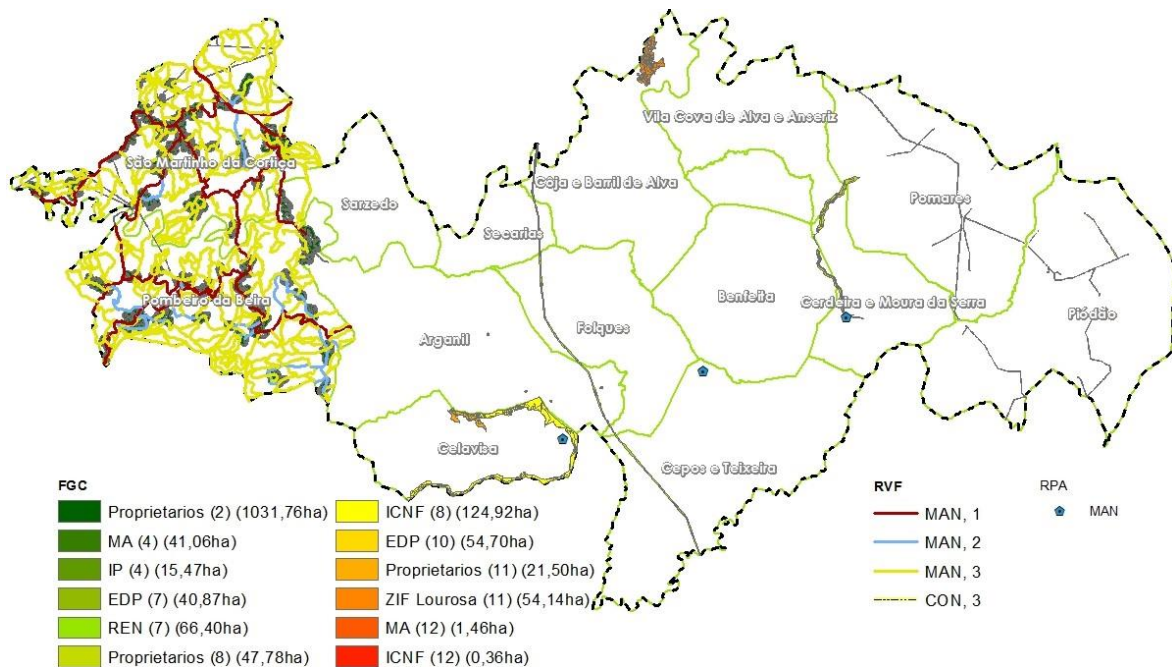 Vila Cova de Alva e Anseriz
São Martinho da Cortiça
Côja e Barril de Alva
Pomares
Sarzedo
Secarias
Pombeiro da Beira
Benfeita
Cerdeira e Moura da Serra
Piódão
Folques
Arganil
Celavisa
Cepos e Teixeira
FGC
Proprietarios (2) (1031,76ha)
MA (4) (41,06ha)
IP (4) (15,47ha)
EDP (7) (40,87ha)
REN (7) (66,40ha)
Proprietarios (8) (47,78ha)
ICNF (8) (124,92ha)
EDP (10) (54,70ha)
Proprietarios (11) (21,50ha)
ZIF Lourosa (11) (54,14ha)
MA (12) (1,46ha)
ICNF (12) (0,36ha)
RVF
MAN, 1
MAN, 2
MAN, 3
CON, 3
RPA
MAN